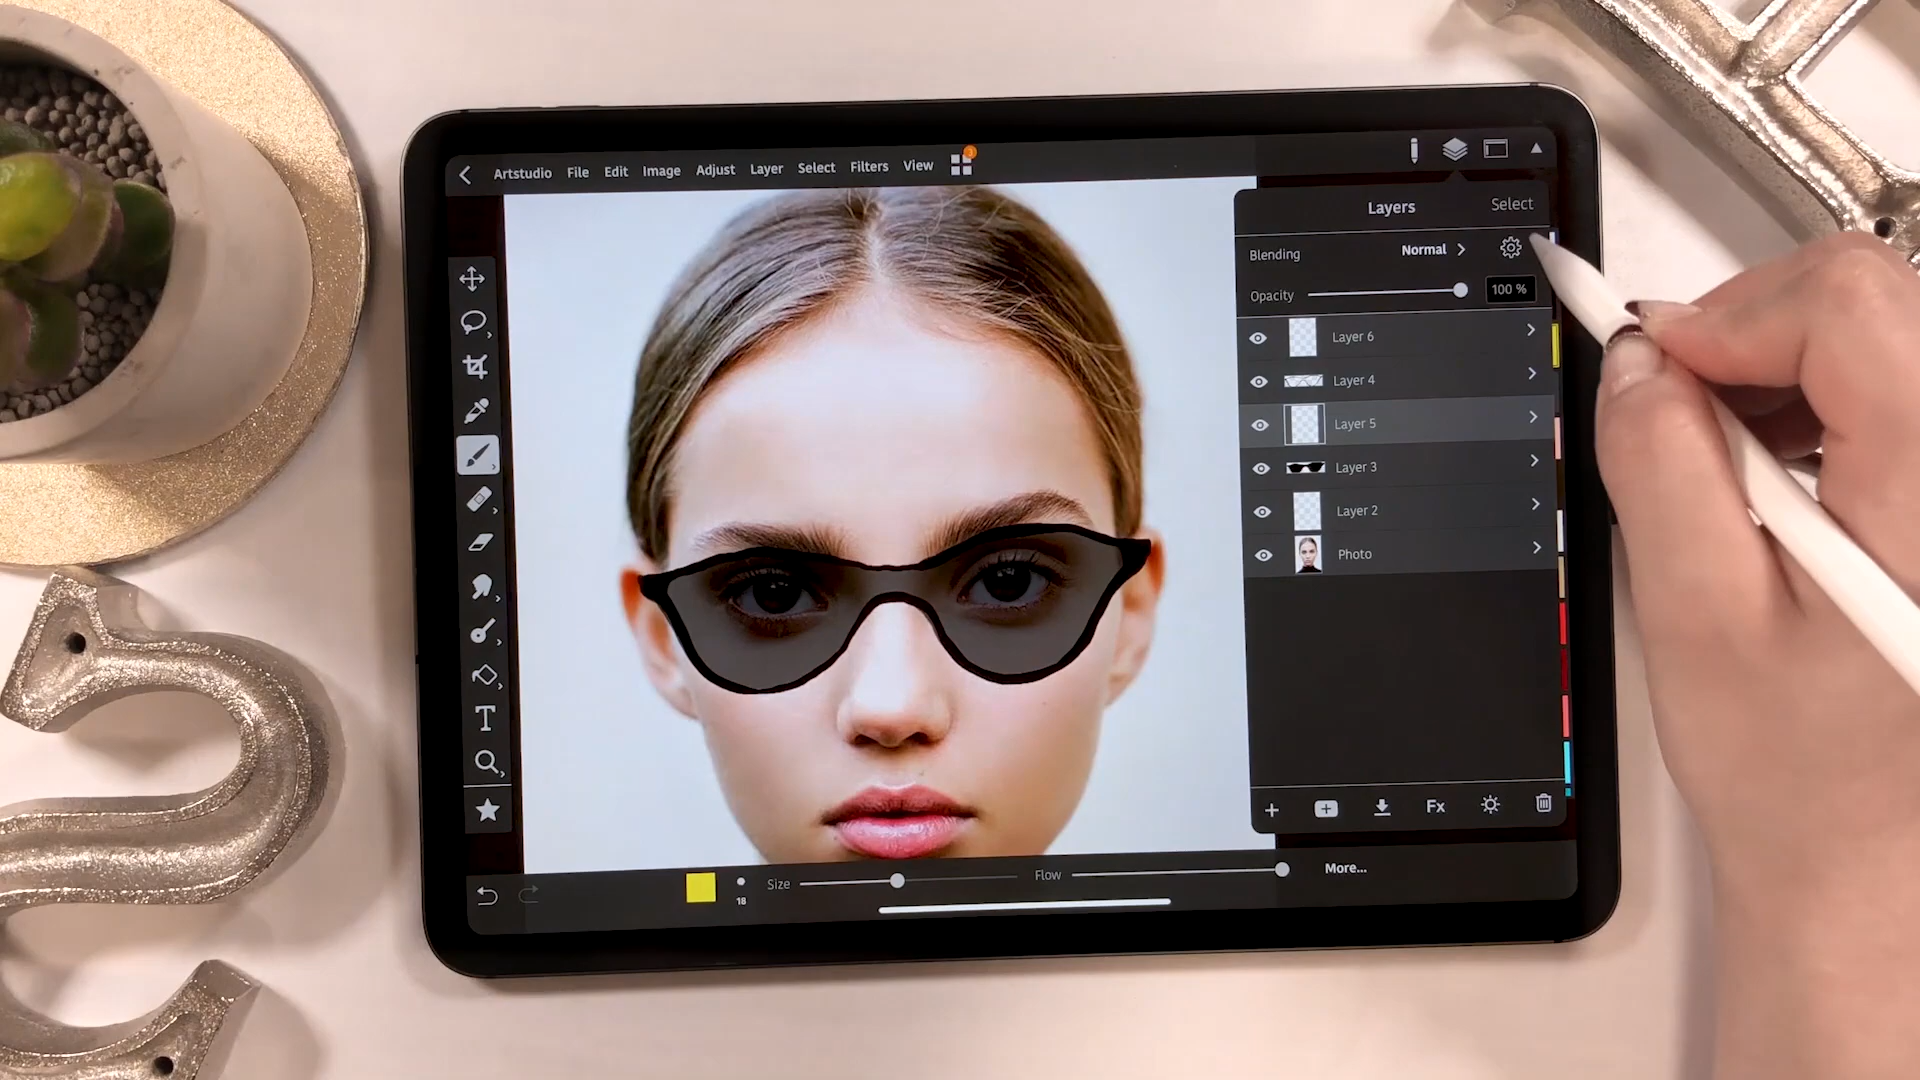 Artstudio File Edit Image Adjust Layer Select Filters View 3
Layers Select
Blending Normal
Opacity 100 %
Layer 6
Layer 4
Layer 5
Layer 3
Layer 2
Photo
T
Fx
18 Size Flow More...
S